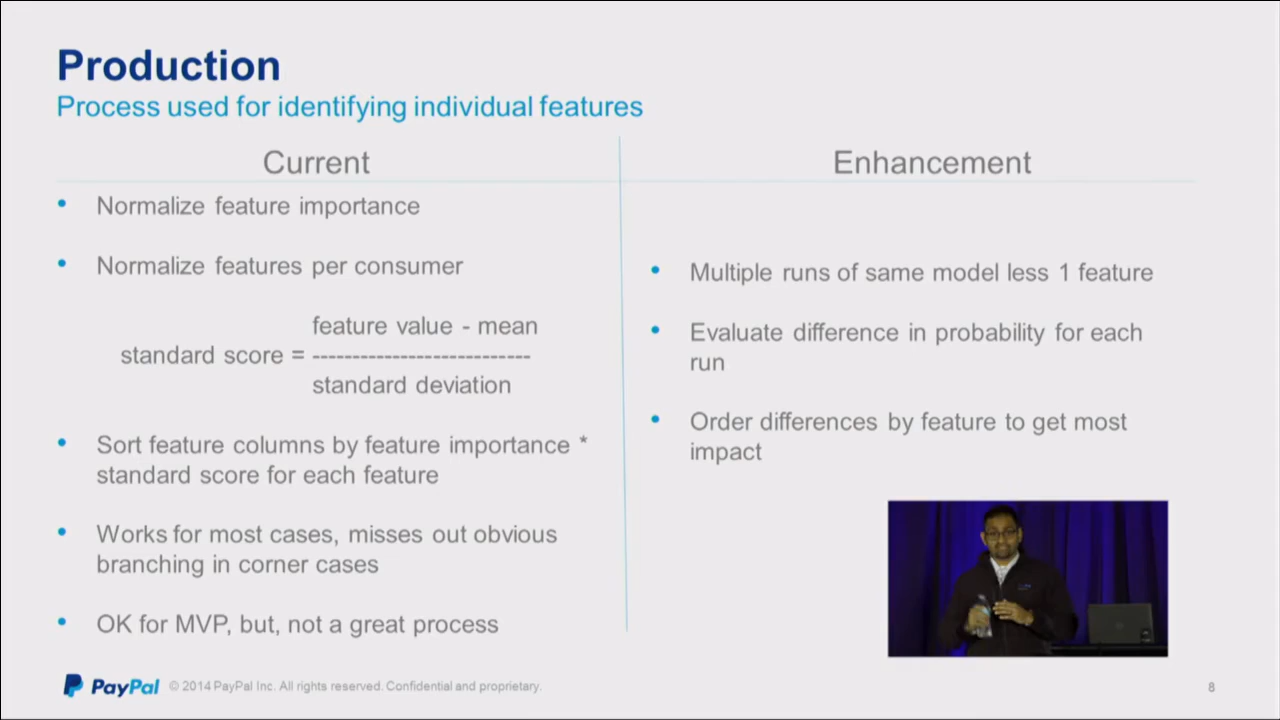 Production
Process used for identifying individual features
Current
Normalize feature importance
Normalize features per consumer
feature value - mean
standard score = ---------------------------
standard deviation
Sort feature columns by feature importance *
standard score for each feature
Works for most cases, misses out obvious
branching in corner cases
OK for MVP, but, not a great process
Enhancement
Multiple runs of same model less 1 feature
Evaluate difference in probability for each
run
Order differences by feature to get most
impact
PayPal © 2014 PayPal Inc. All rights reserved. Confidential and proprietary.
8